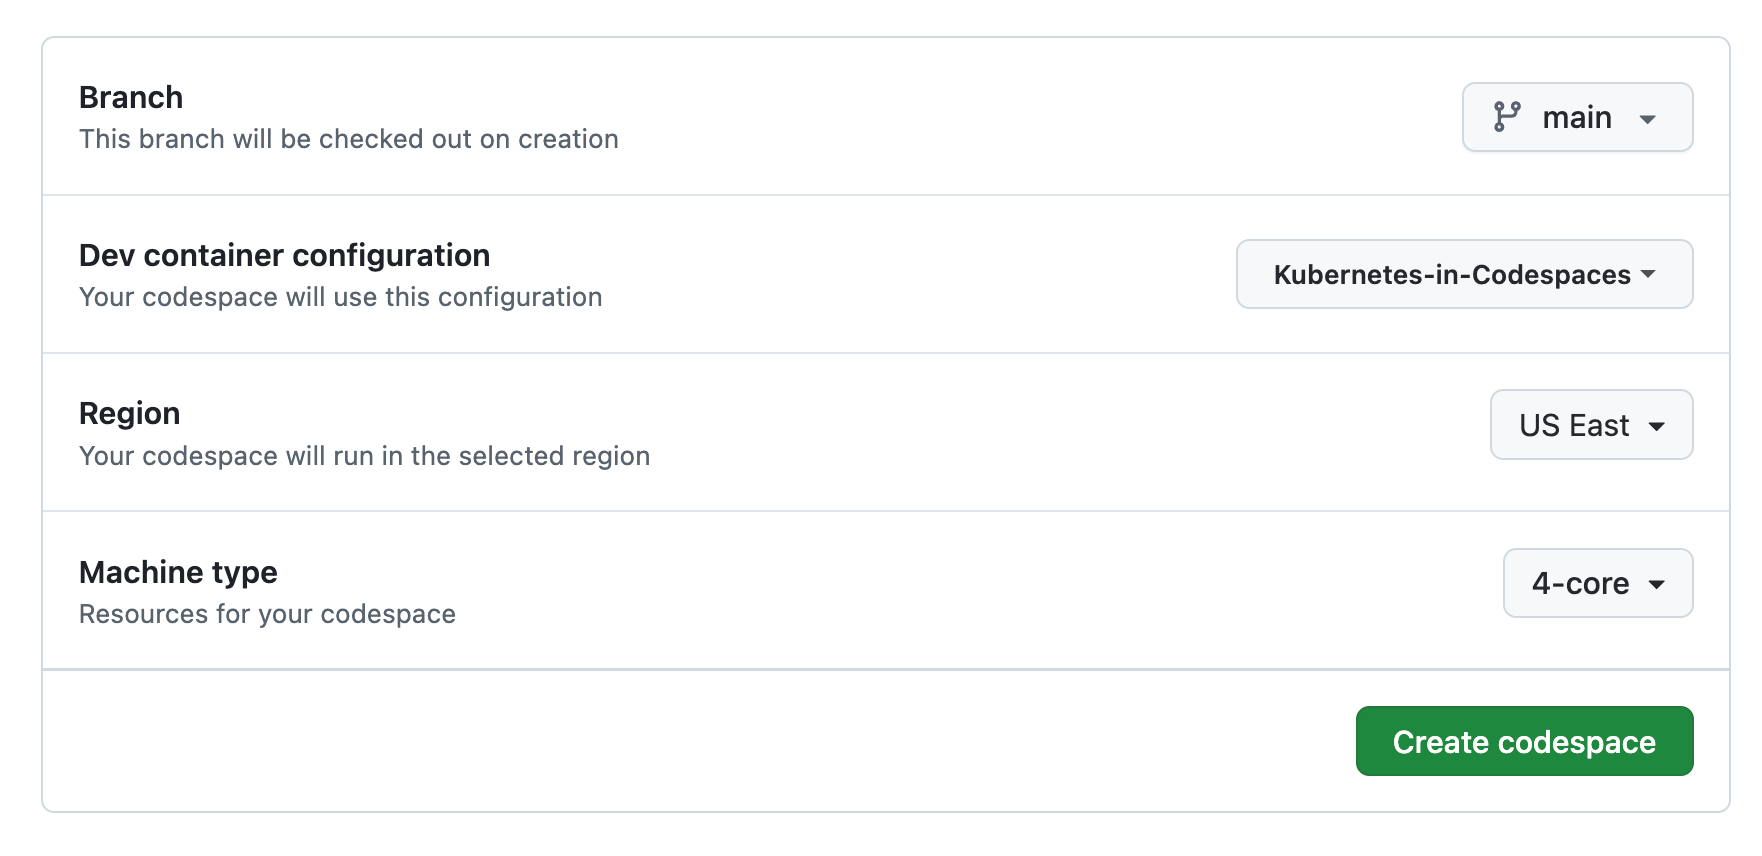 Branch
This branch will be checked out on creation
main
Dev container configuration
Your codespace will use this configuration
Kubernetes-in-Codespaces
Region
Your codespace will run in the selected region
US East
Machine type
Resources for your codespace
4-core
Create codespace